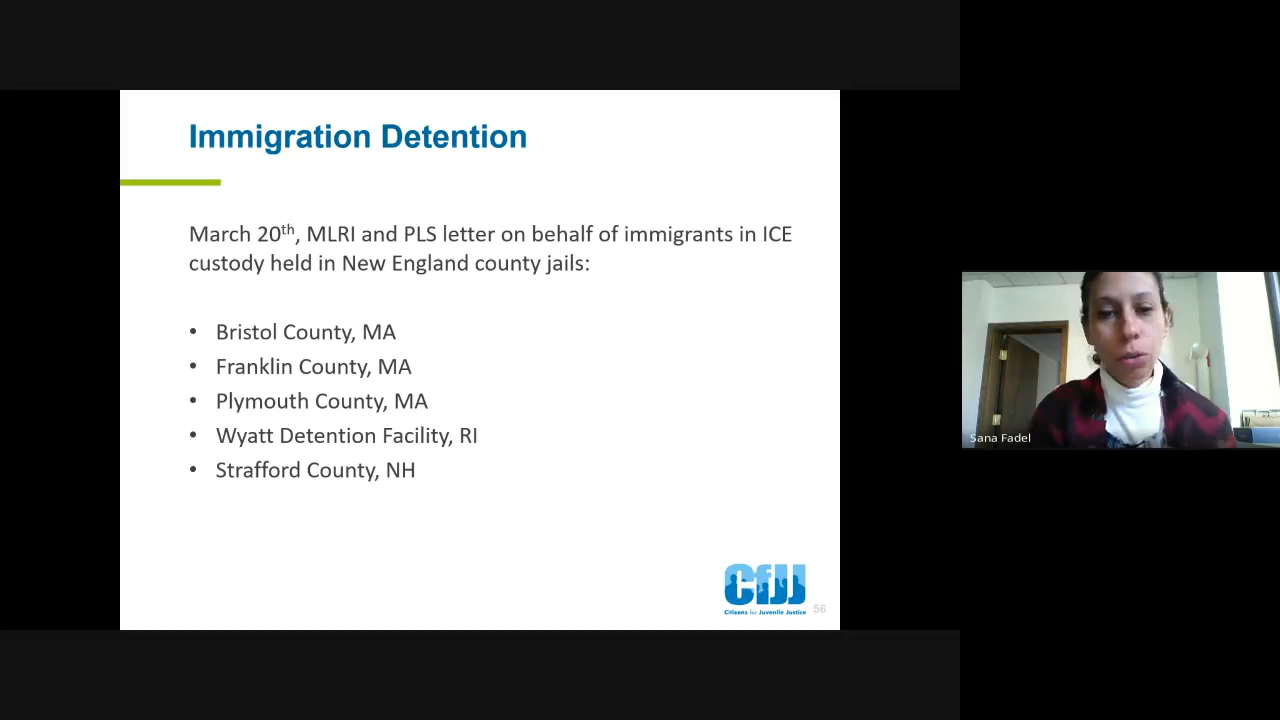 Immigration Detention
March 20th, MLRI and PLS letter on behalf of immigrants in ICE
custody held in New England county jails:
• Bristol County, MA
• Franklin County, MA
• Plymouth County, MA
• Wyatt Detention Facility, RI
• Strafford County, NH
CfJJ
Citizens for Juvenile Justice
56
Sana Fadel